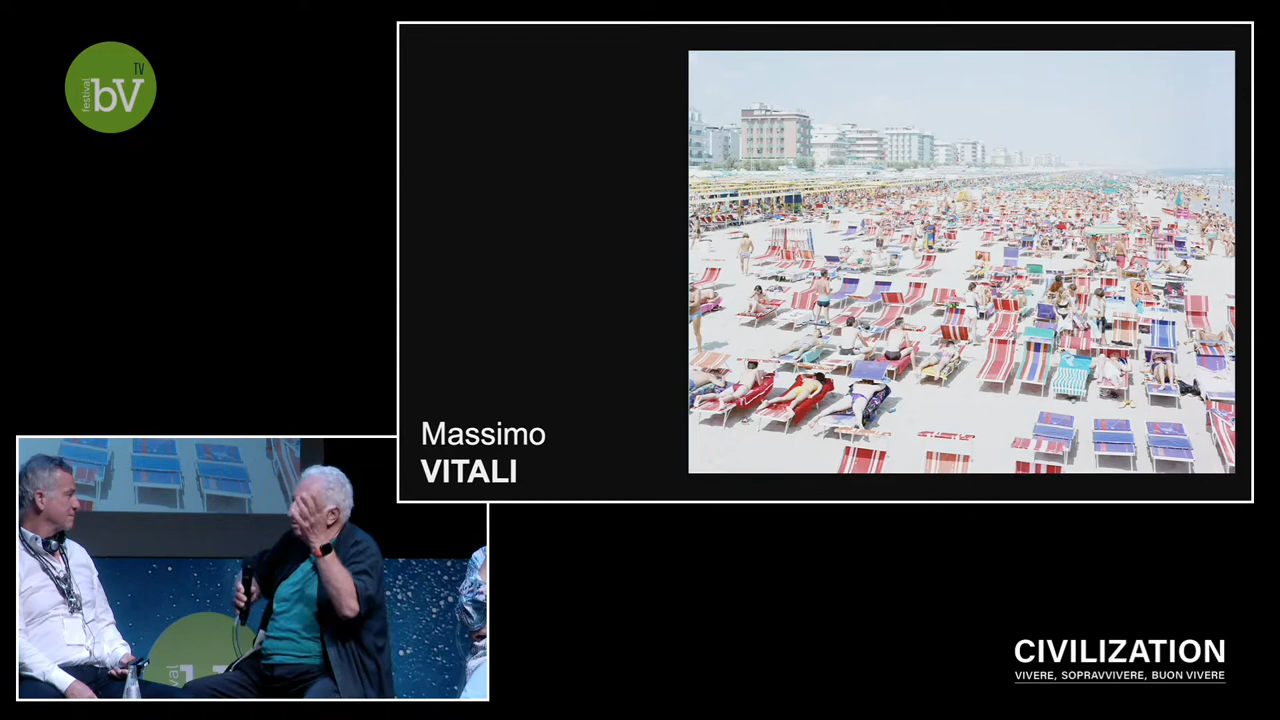 festival
bV
TV
Massimo
VITALI
CIVILIZATION
VIVERE, SOPRAVVIVERE, BUON VIVERE